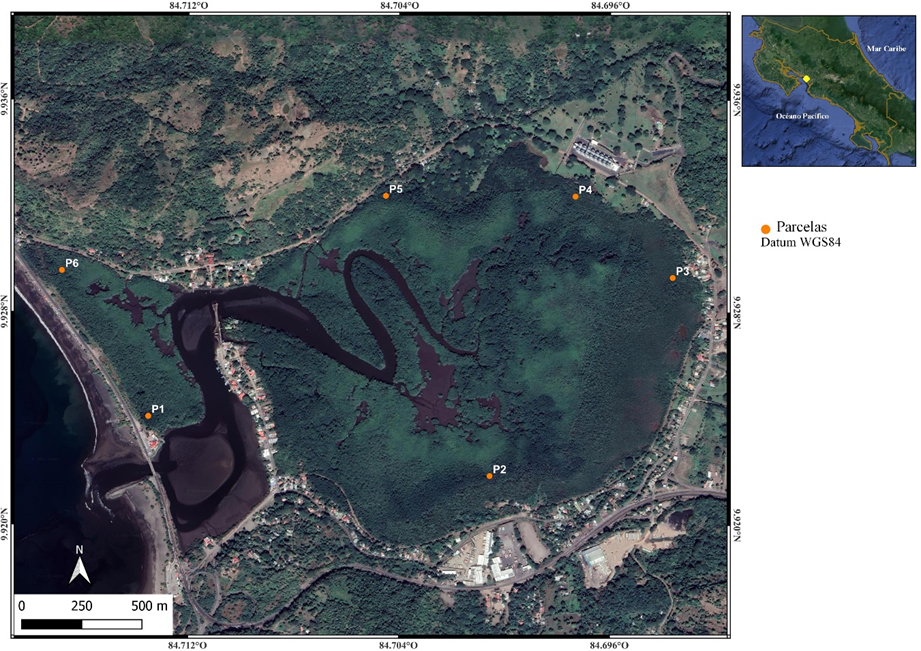 84.712°O 84.704°O 84.696°O
9.936°N 9.936°N
9.928°N 9.928°N
9.920°N 9.920°N
P5
P4
P6
P3
P1
P2
N
0 250 500 m
84.712°O 84.704°O 84.696°O
Mar Caribe
Océano Pacífico
Parcelas
Datum WGS84